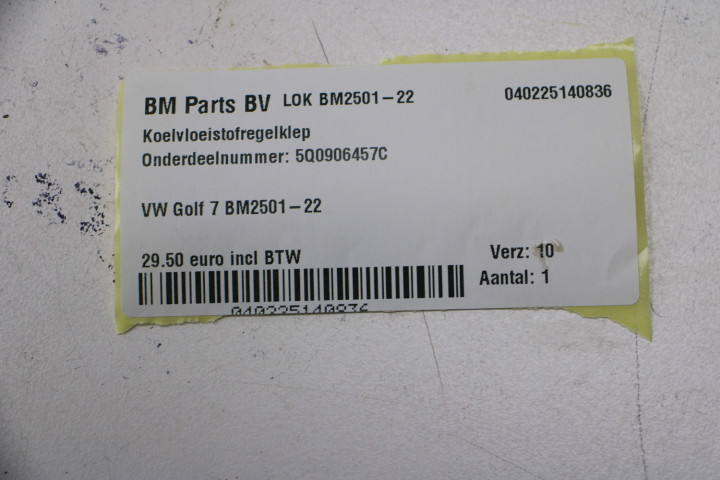 BM Parts BV LOK BM2501-22 040225140836
Koelvloeistofregelklep
Onderdeelnummer: 5Q0906457C
VW Golf 7 BM2501-22
29.50 euro incl BTW Verz: 10
Aantal: 1
040225140836